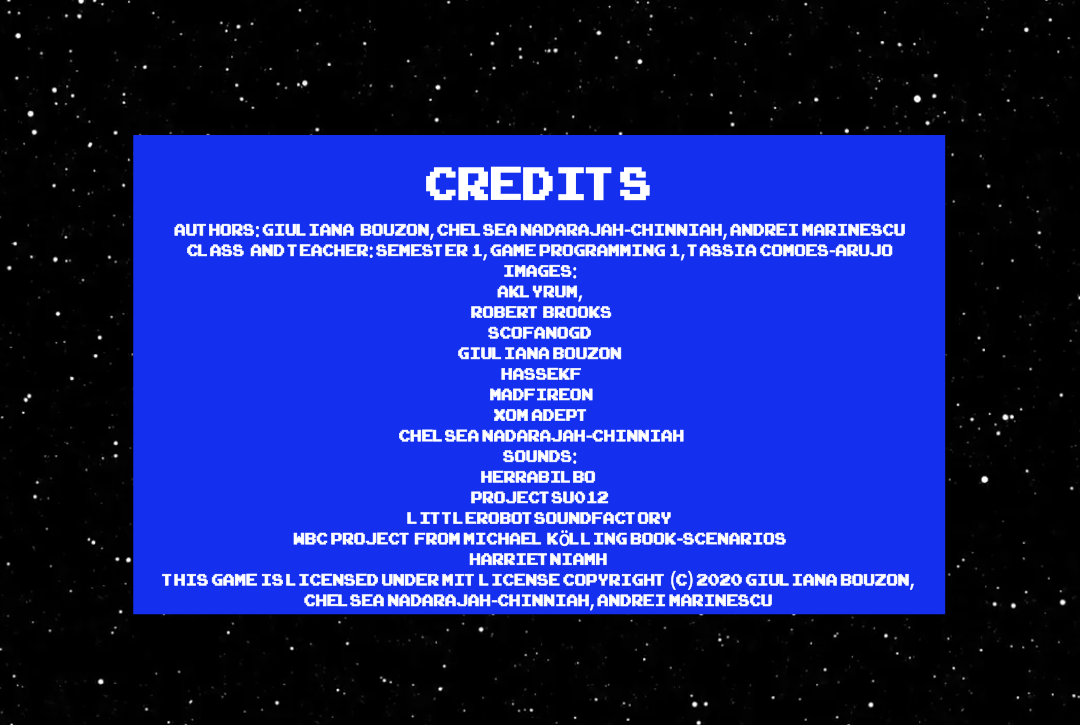 CREDITS
AUTHORS: GIULIANA BOUZON, CHELSEA NADARAJAH-CHINNIAH, ANDREI MARINESCU
CLASS AND TEACHER: SEMESTER 1, GAME PROGRAMMING 1, TASSIA COMOES-ARUJO
IMAGES:
AKLYRUM,
ROBERT BROOKS
SCOFANOGD
GIULIANA BOUZON
HASSEKF
MADFIREON
XOM ADEPT
CHELSEA NADARAJAH-CHINNIAH
SOUNDS:
HERRABILBO
PROJECTSU012
LITTLEROBOTSOUNDFACTORY
WBC PROJECT FROM MICHAEL KÖLLING BOOK-SCENARIOS
HARRIETNIAMH
THIS GAME IS LICENSED UNDER MIT LICENSE COPYRIGHT (C) 2020 GIULIANA BOUZON,
CHELSEA NADARAJAH-CHINNIAH, ANDREI MARINESCU